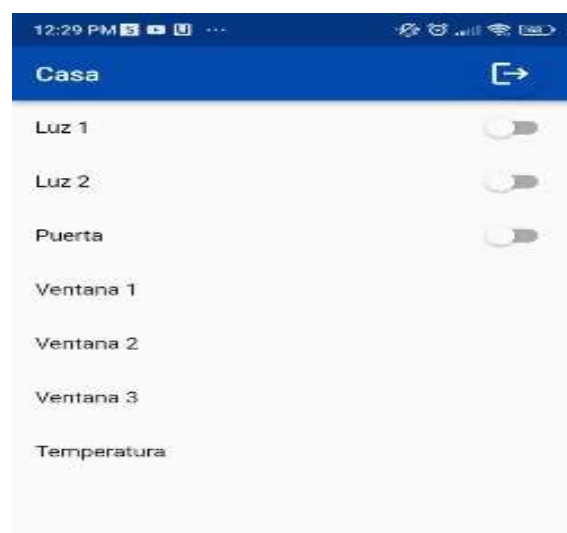 12:29 PM
Casa
Luz 1
Luz 2
Puerta
Ventana 1
Ventana 2
Ventana 3
Temperatura